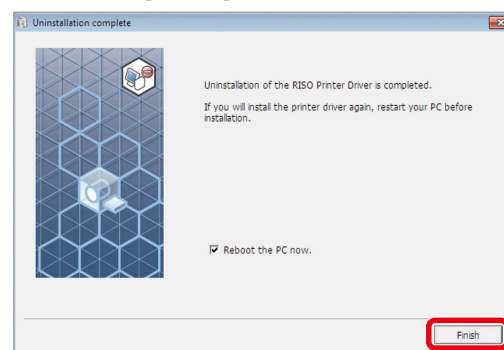 Uninstallation complete
Uninstallation of the RISO Printer Driver is completed.
If you will install the printer driver again, restart your PC before
installation.
Reboot the PC now.
Finish